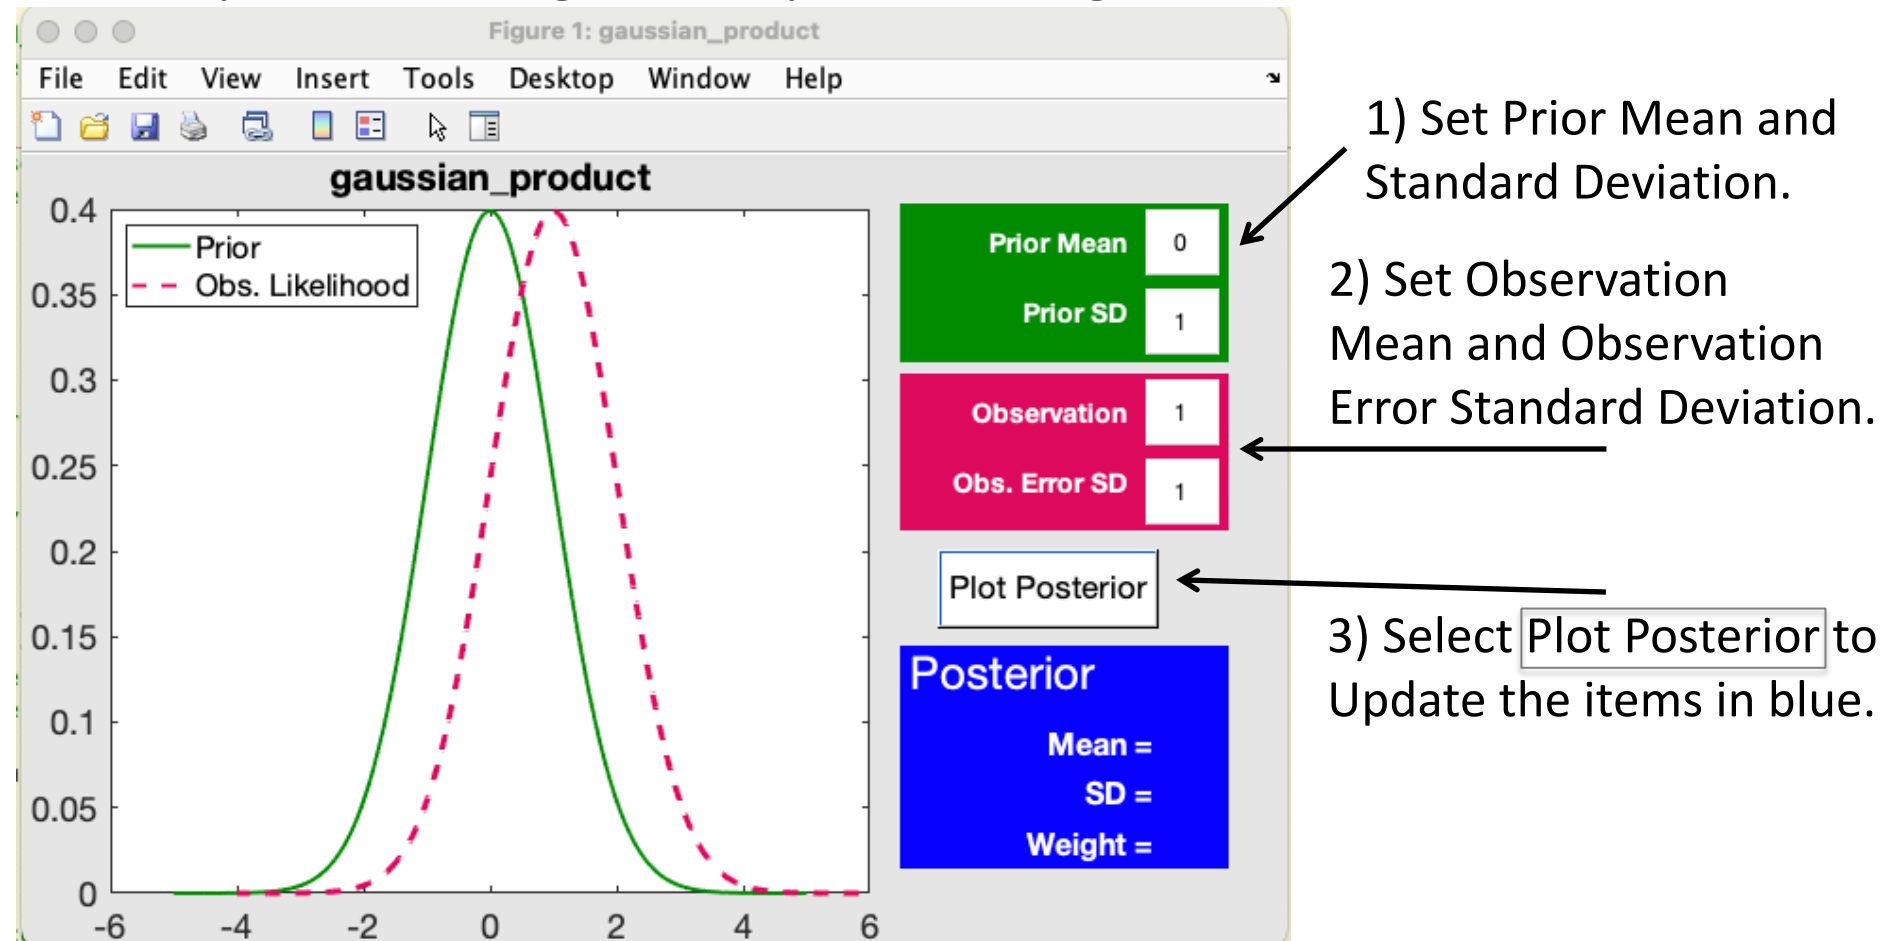 Figure 1: gaussian_product
File Edit View Insert Tools Desktop Window Help
gaussian_product
0.4
0.35
0.3
0.25
0.2
0.15
0.1
0.05
0
-6 -4 -2 0 2 4 6
Prior
Obs. Likelihood
Prior Mean 0
Prior SD 1
Observation 1
Obs. Error SD 1
Plot Posterior
Posterior
Mean =
SD =
Weight =
1) Set Prior Mean and
Standard Deviation.
2) Set Observation
Mean and Observation
Error Standard Deviation.
3) Select Plot Posterior to
Update the items in blue.